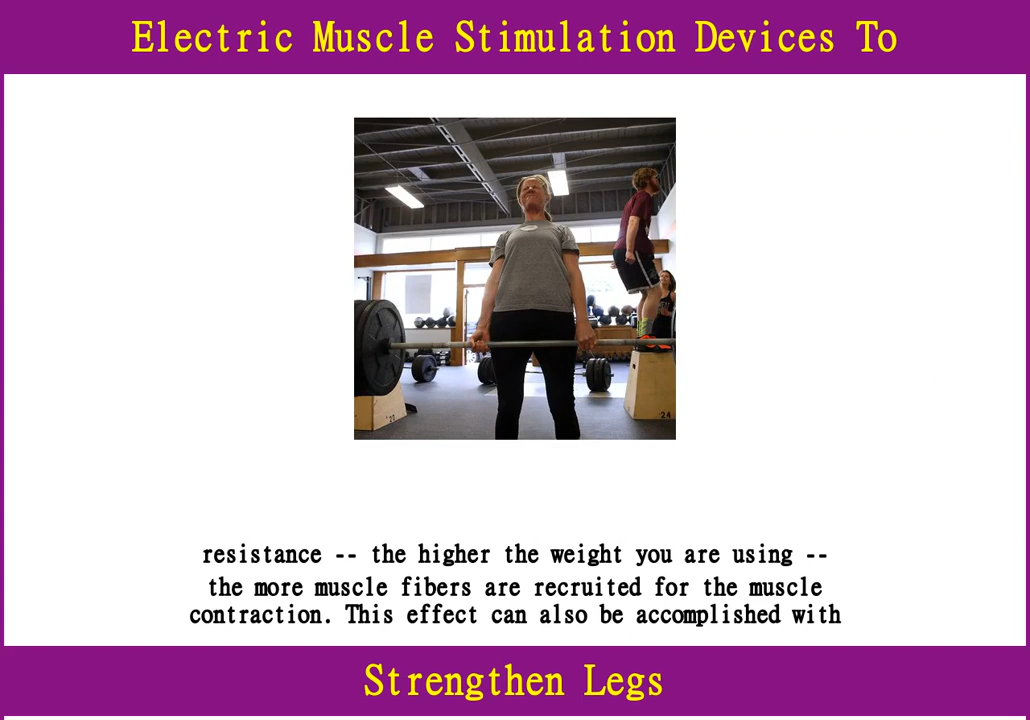 Electric Muscle Stimulation Devices To
24
resistance -- the higher the weight you are using --
the more muscle fibers are recruited for the muscle
contraction. This effect can also be accomplished with
Strengthen Legs